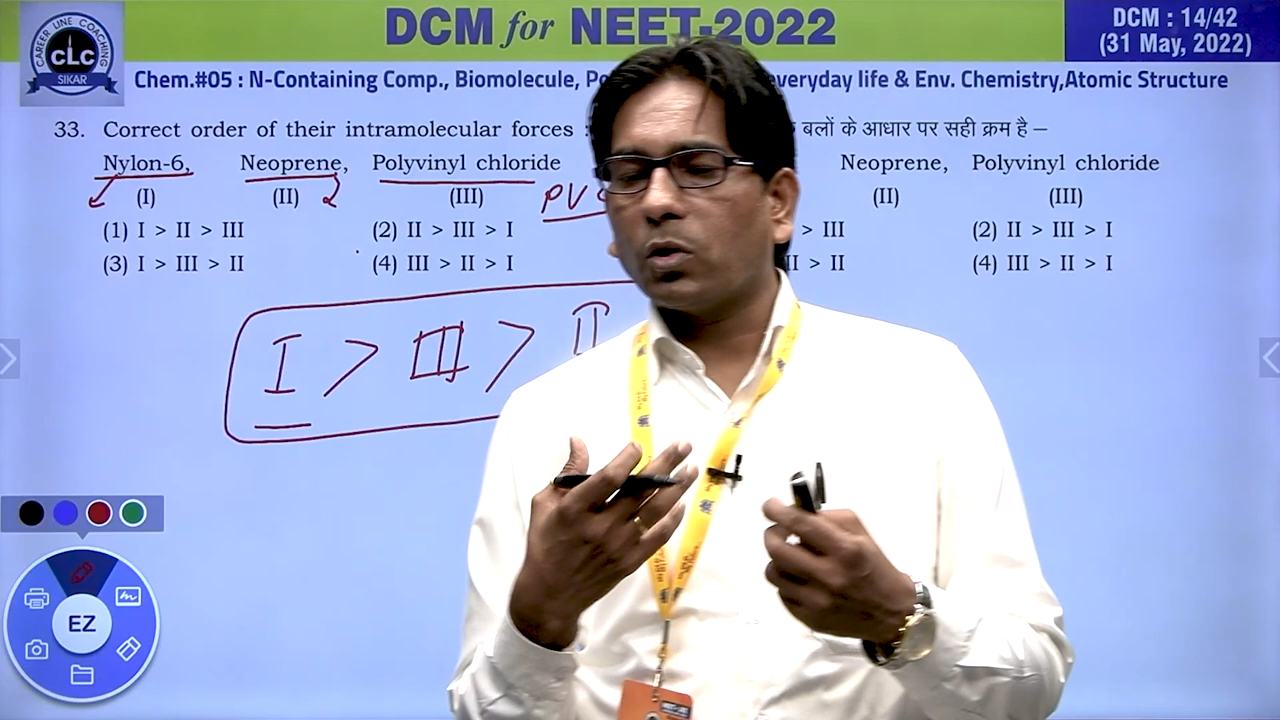 DCM for NEET-2022
DCM : 14/42
(31 May, 2022)
CAREER LINE COACHING
CLC
SIKAR
Chem.#05 : N-Containing Comp., Biomolecule, everyday life & Env. Chemistry,Atomic Structure
33. Correct order of their intramolecular forces : बलों के आधार पर सही क्रम है –
Nylon-6, Neoprene, Polyvinyl chloride Neoprene, Polyvinyl chloride
(I) (II) (III) PVC (II) (III)
(1) I > II > III (2) II > III > I > III (2) II > III > I
(3) I > III > II (4) III > II > I II > II (4) III > II > I
I > III > II
EZ